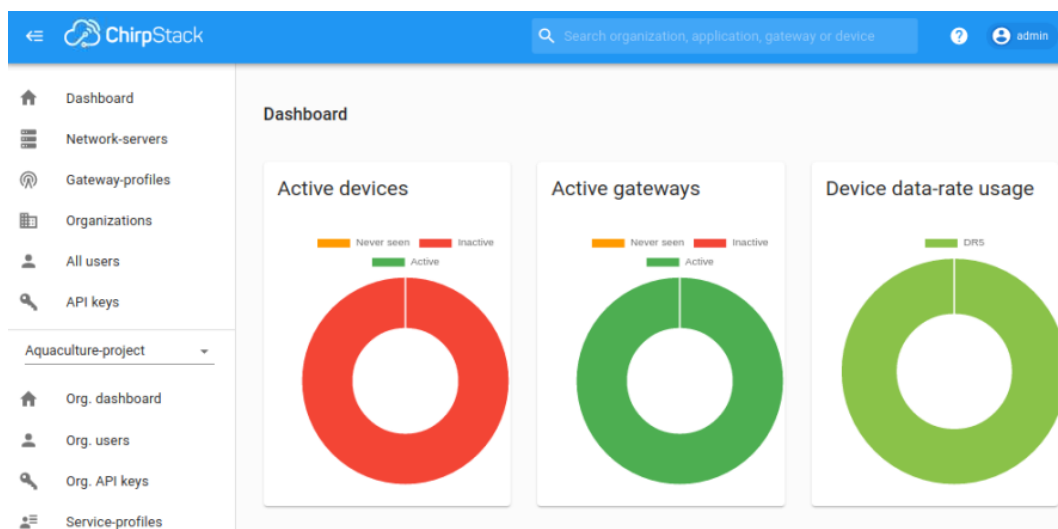 ChirpStack
Search organization, application, gateway or device
? admin
Dashboard
Network-servers
Gateway-profiles
Organizations
All users
API keys
Aquaculture-project
Org. dashboard
Org. users
Org. API keys
Service-profiles
Dashboard
Active devices
Never seen Inactive
Active
Active gateways
Never seen Inactive
Active
Device data-rate usage
DR5